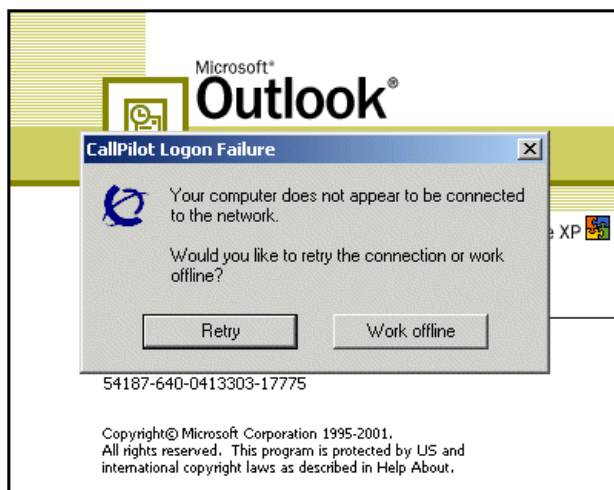 Microsoft®
Outlook®
CallPilot Logon Failure
Your computer does not appear to be connected
to the network.
XP
Would you like to retry the connection or work
offline?
Retry
Work offline
54187-640-0413303-17775
Copyright© Microsoft Corporation 1995-2001.
All rights reserved. This program is protected by US and
international copyright laws as described in Help About.